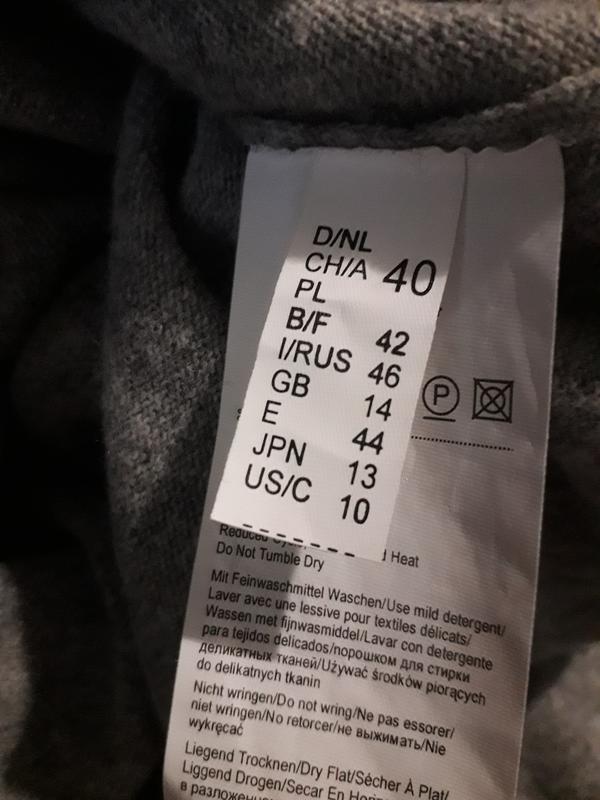 D/NL
CH/A 40
PL
B/F 42
I/RUS 46
GB 14
E 44
JPN 13
US/C 10
P
Reduced Heat
Do Not Tumble Dry
Mit Feinwaschmittel Waschen/Use mild detergent/
Laver avec une lessive pour textiles délicats/
Wassen met fijnwasmiddel/Lavar con detergente
para tejidos delicados/порошком для стирки
деликатных тканей/Używać środków piorących
do delikatnych tkanin
Nicht wringen/Do not wring/Ne pas essorer/
niet wringen/No retorcer/не выжимать/Nie
wykręcać
Liegend Trocknen/Dry Flat/Sécher À Plat/
Liggend Drogen/Secar En